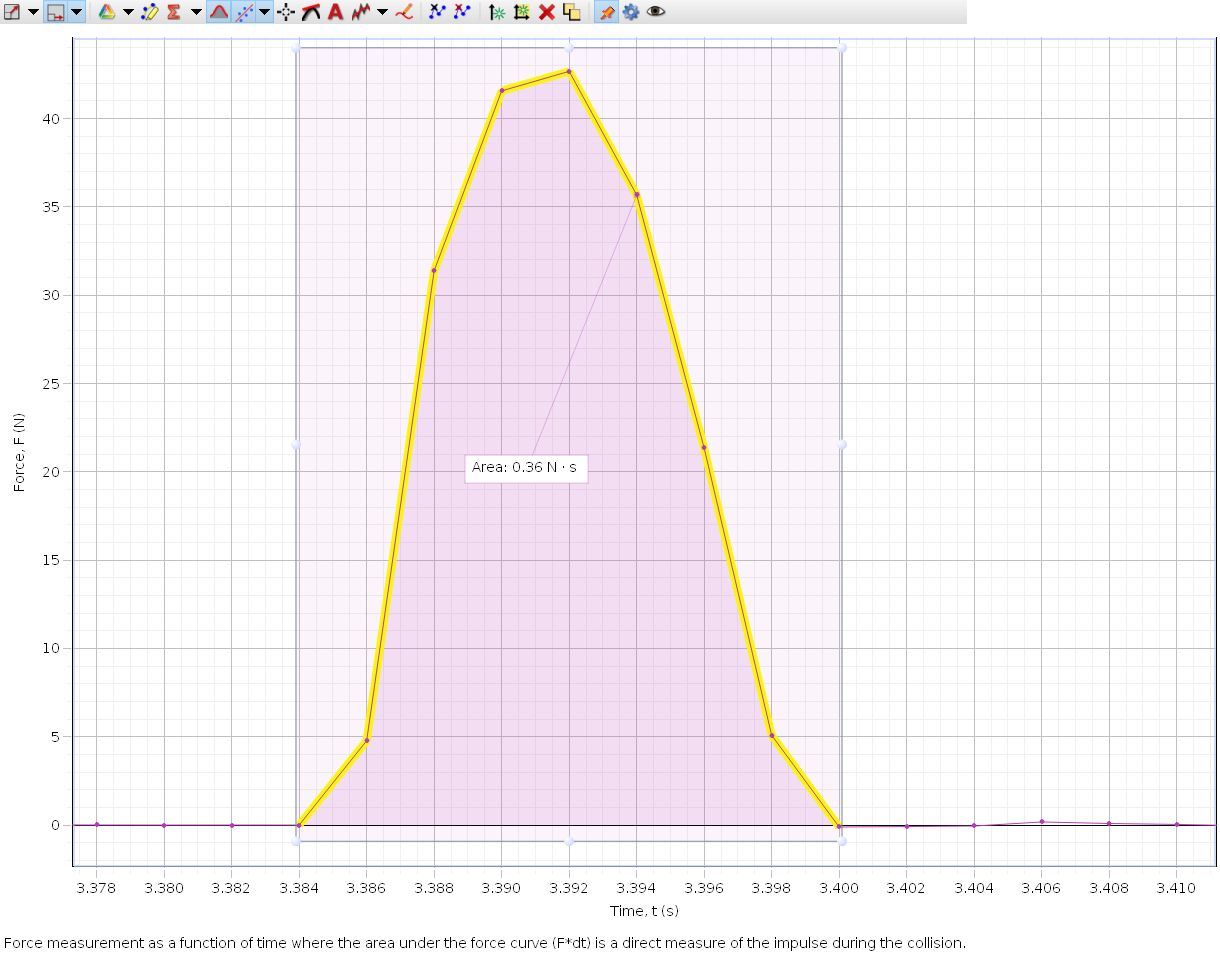 40
35
30
25
20
15
10
5
0
Force, F (N)
Area: 0.36 N · s
3.378 3.380 3.382 3.384 3.386 3.388 3.390 3.392 3.394 3.396 3.398 3.400 3.402 3.404 3.406 3.408 3.410
Time, t (s)
Force measurement as a function of time where the area under the force curve (F*dt) is a direct measure of the impulse during the collision.